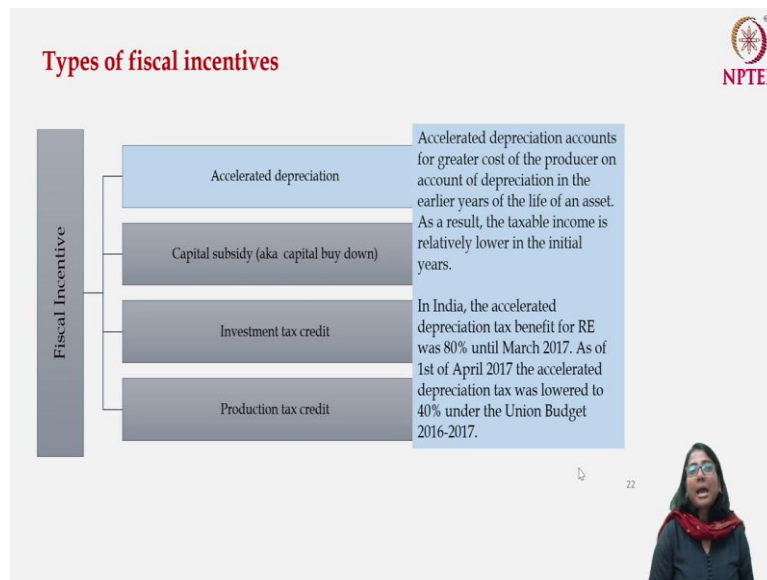 Types of fiscal incentives
NPTEL
Fiscal Incentive
Accelerated depreciation
Capital subsidy (aka capital buy down)
Investment tax credit
Production tax credit
Accelerated depreciation accounts
for greater cost of the producer on
account of depreciation in the
earlier years of the life of an asset.
As a result, the taxable income is
relatively lower in the initial
years.
In India, the accelerated
depreciation tax benefit for RE
was 80% until March 2017. As of
1st of April 2017 the accelerated
depreciation tax was lowered to
40% under the Union Budget
2016-2017.
22